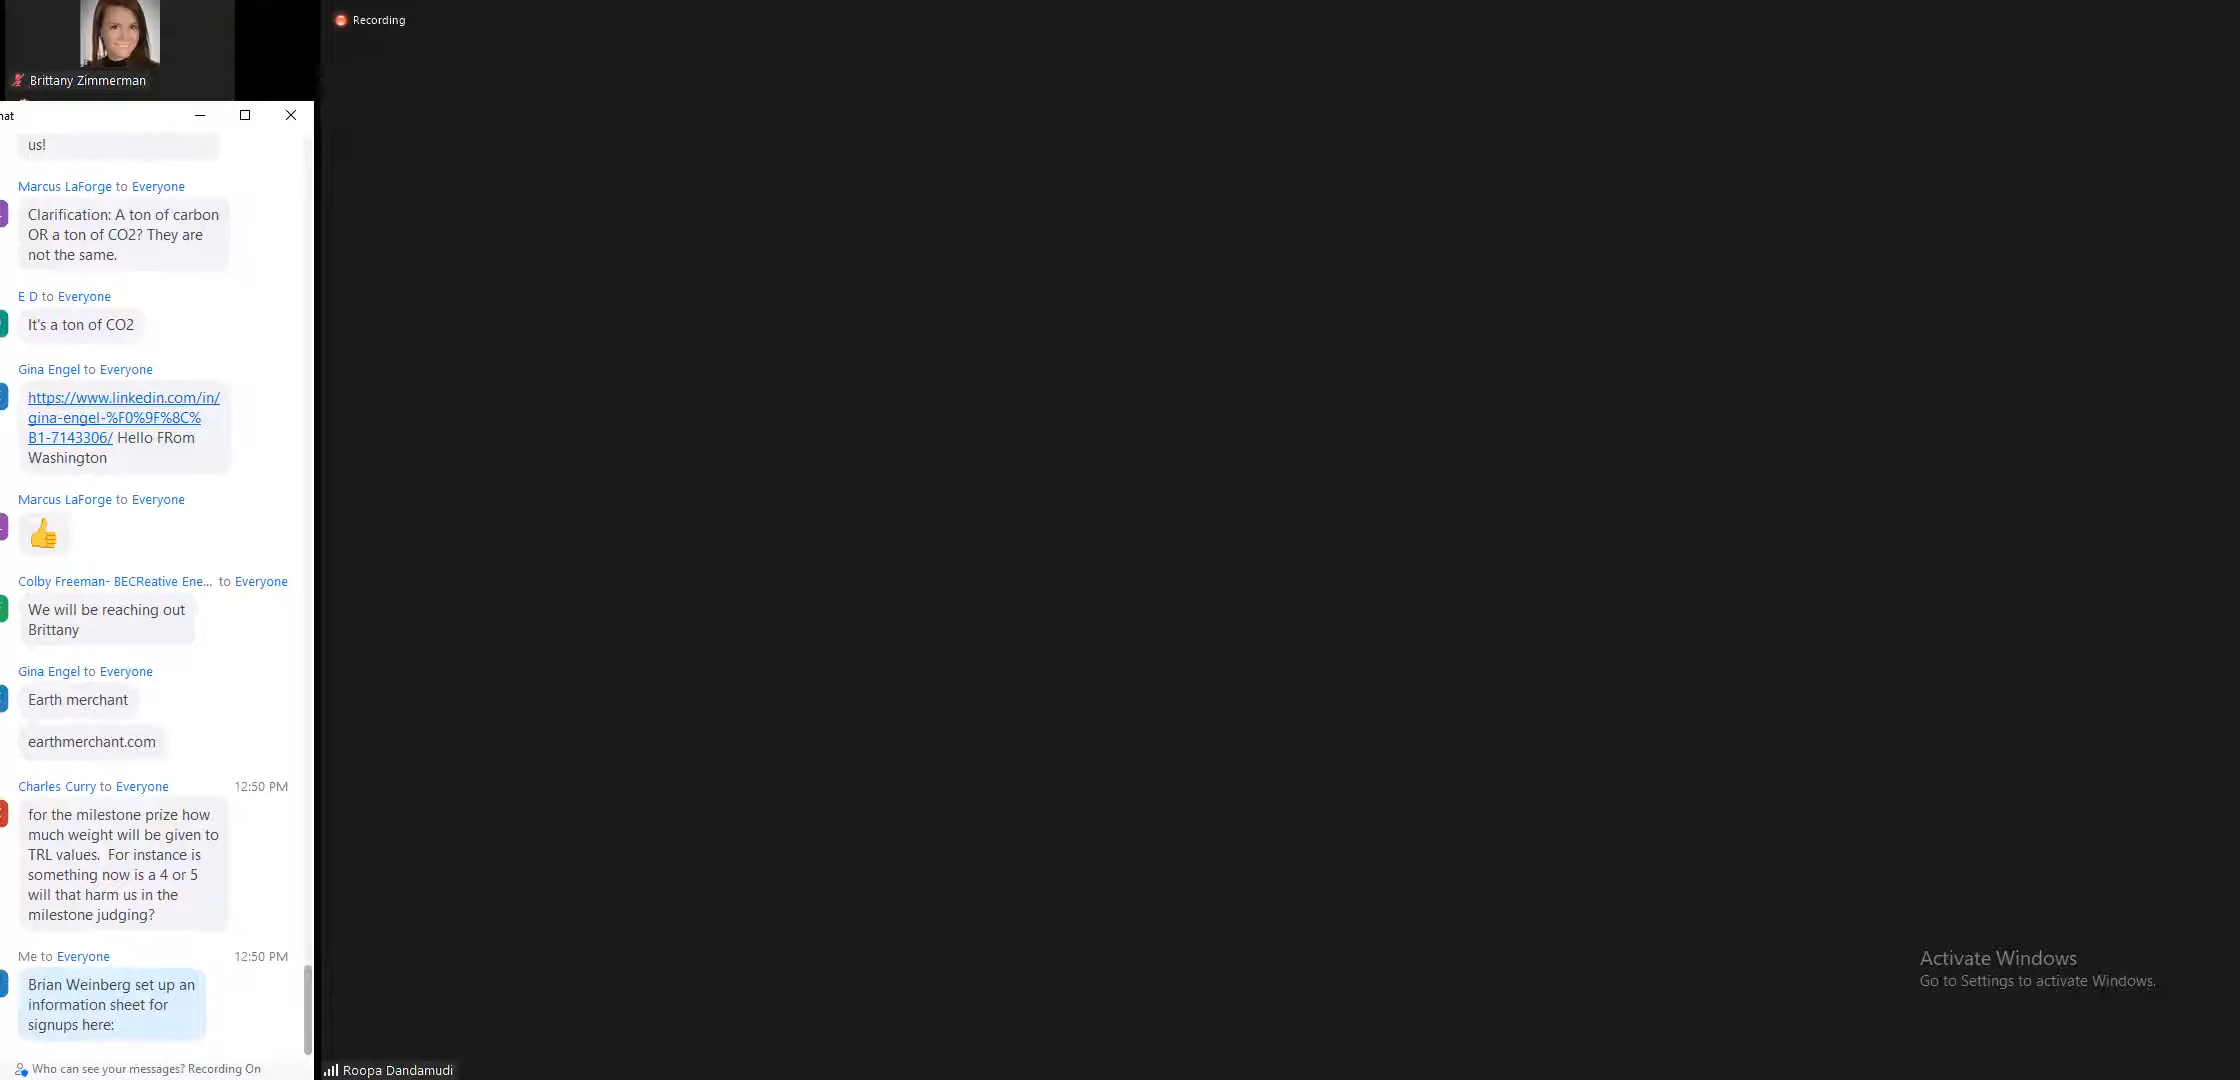 Recording
Brittany Zimmerman
hat
us!
Marcus LaForge to Everyone
Clarification: A ton of carbon
OR a ton of CO2? They are
not the same.
E D to Everyone
It's a ton of CO2
Gina Engel to Everyone
https://www.linkedin.com/in/
gina-engel-%F0%9F%8C%
B1-7143306/ Hello FRom
Washington
Marcus LaForge to Everyone
👍
Colby Freeman- BECReative Ene... to Everyone
We will be reaching out
Brittany
Gina Engel to Everyone
Earth merchant
earthmerchant.com
Charles Curry to Everyone 12:50 PM
for the milestone prize how
much weight will be given to
TRL values.  For instance is
something now is a 4 or 5
will that harm us in the
milestone judging?
Me to Everyone 12:50 PM
Brian Weinberg set up an
information sheet for
signups here:
Who can see your messages? Recording On
Roopa Dandamudi
Activate Windows
Go to Settings to activate Windows.